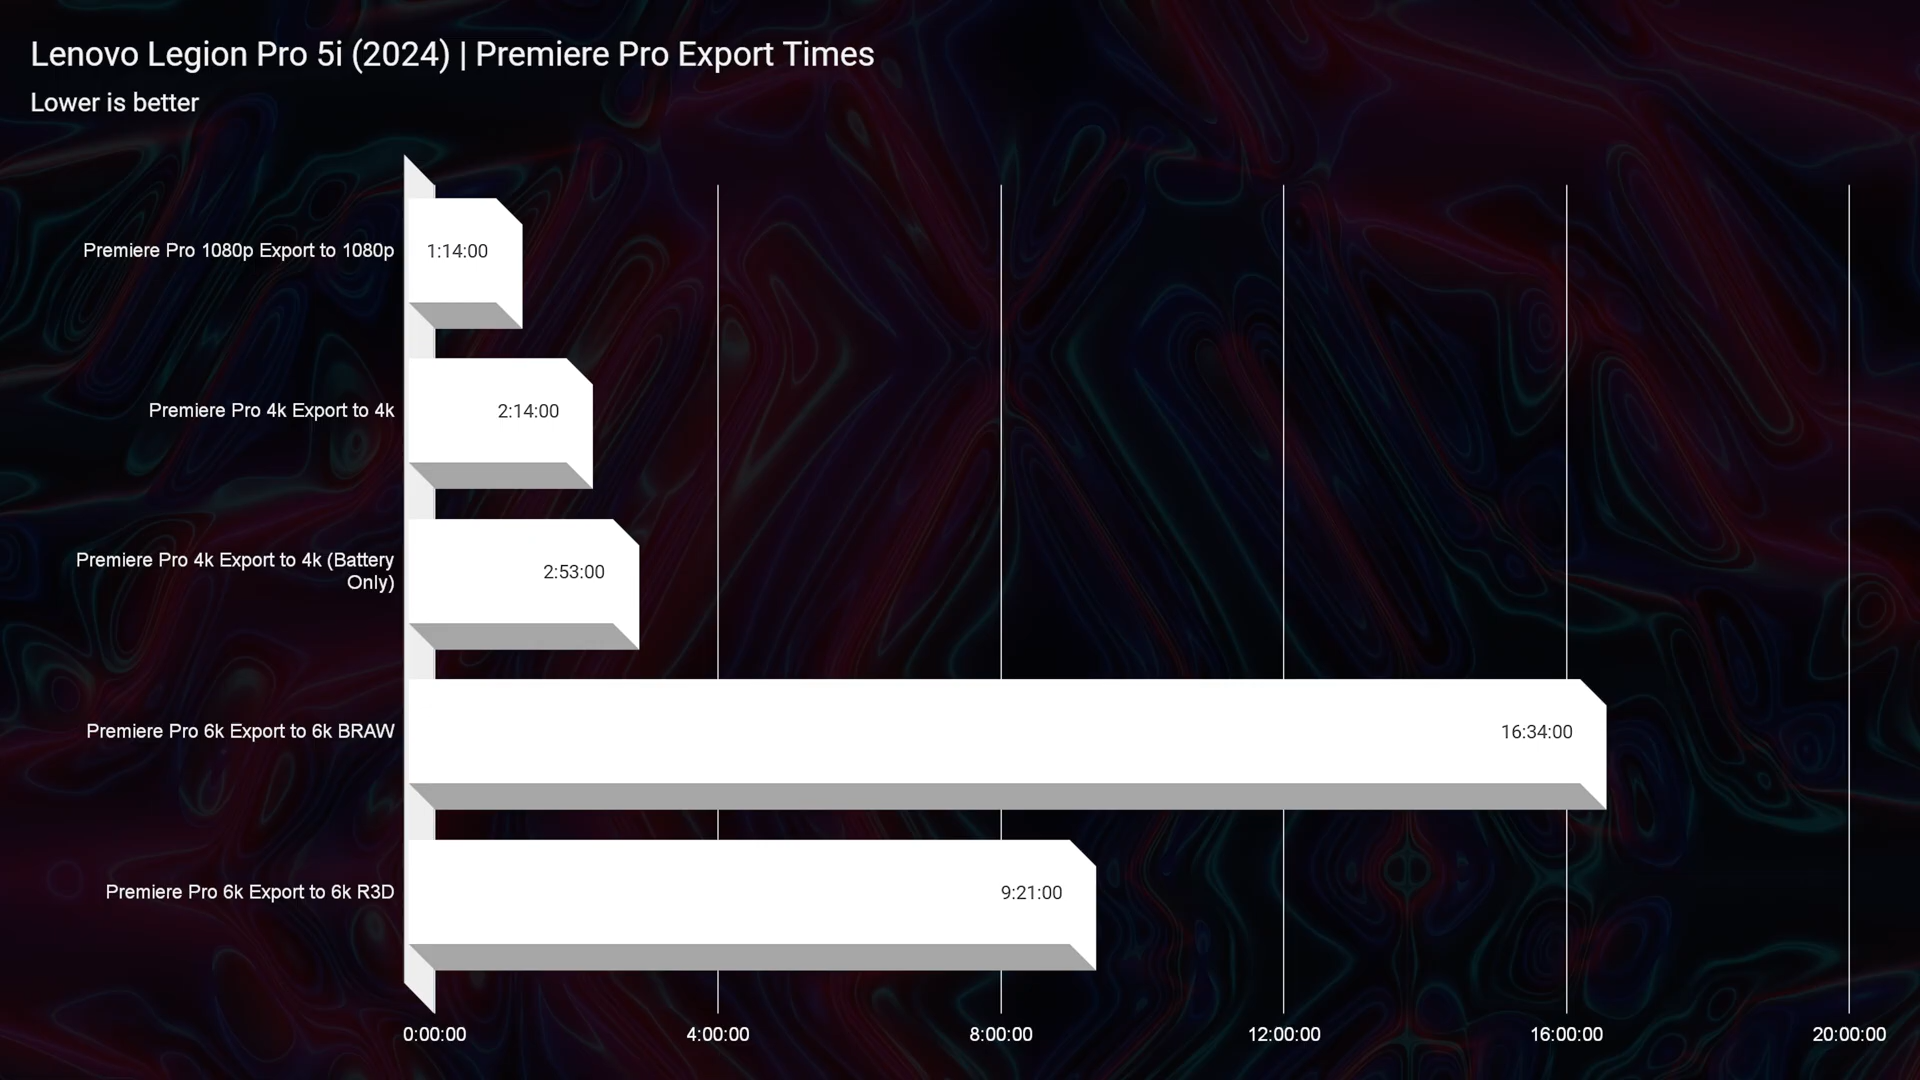 Lenovo Legion Pro 5i (2024) | Premiere Pro Export Times
Lower is better
Premiere Pro 1080p Export to 1080p
1:14:00
Premiere Pro 4k Export to 4k
2:14:00
Premiere Pro 4k Export to 4k (Battery
Only)
2:53:00
Premiere Pro 6k Export to 6k BRAW
16:34:00
Premiere Pro 6k Export to 6k R3D
9:21:00
0:00:00 4:00:00 8:00:00 12:00:00 16:00:00 20:00:00